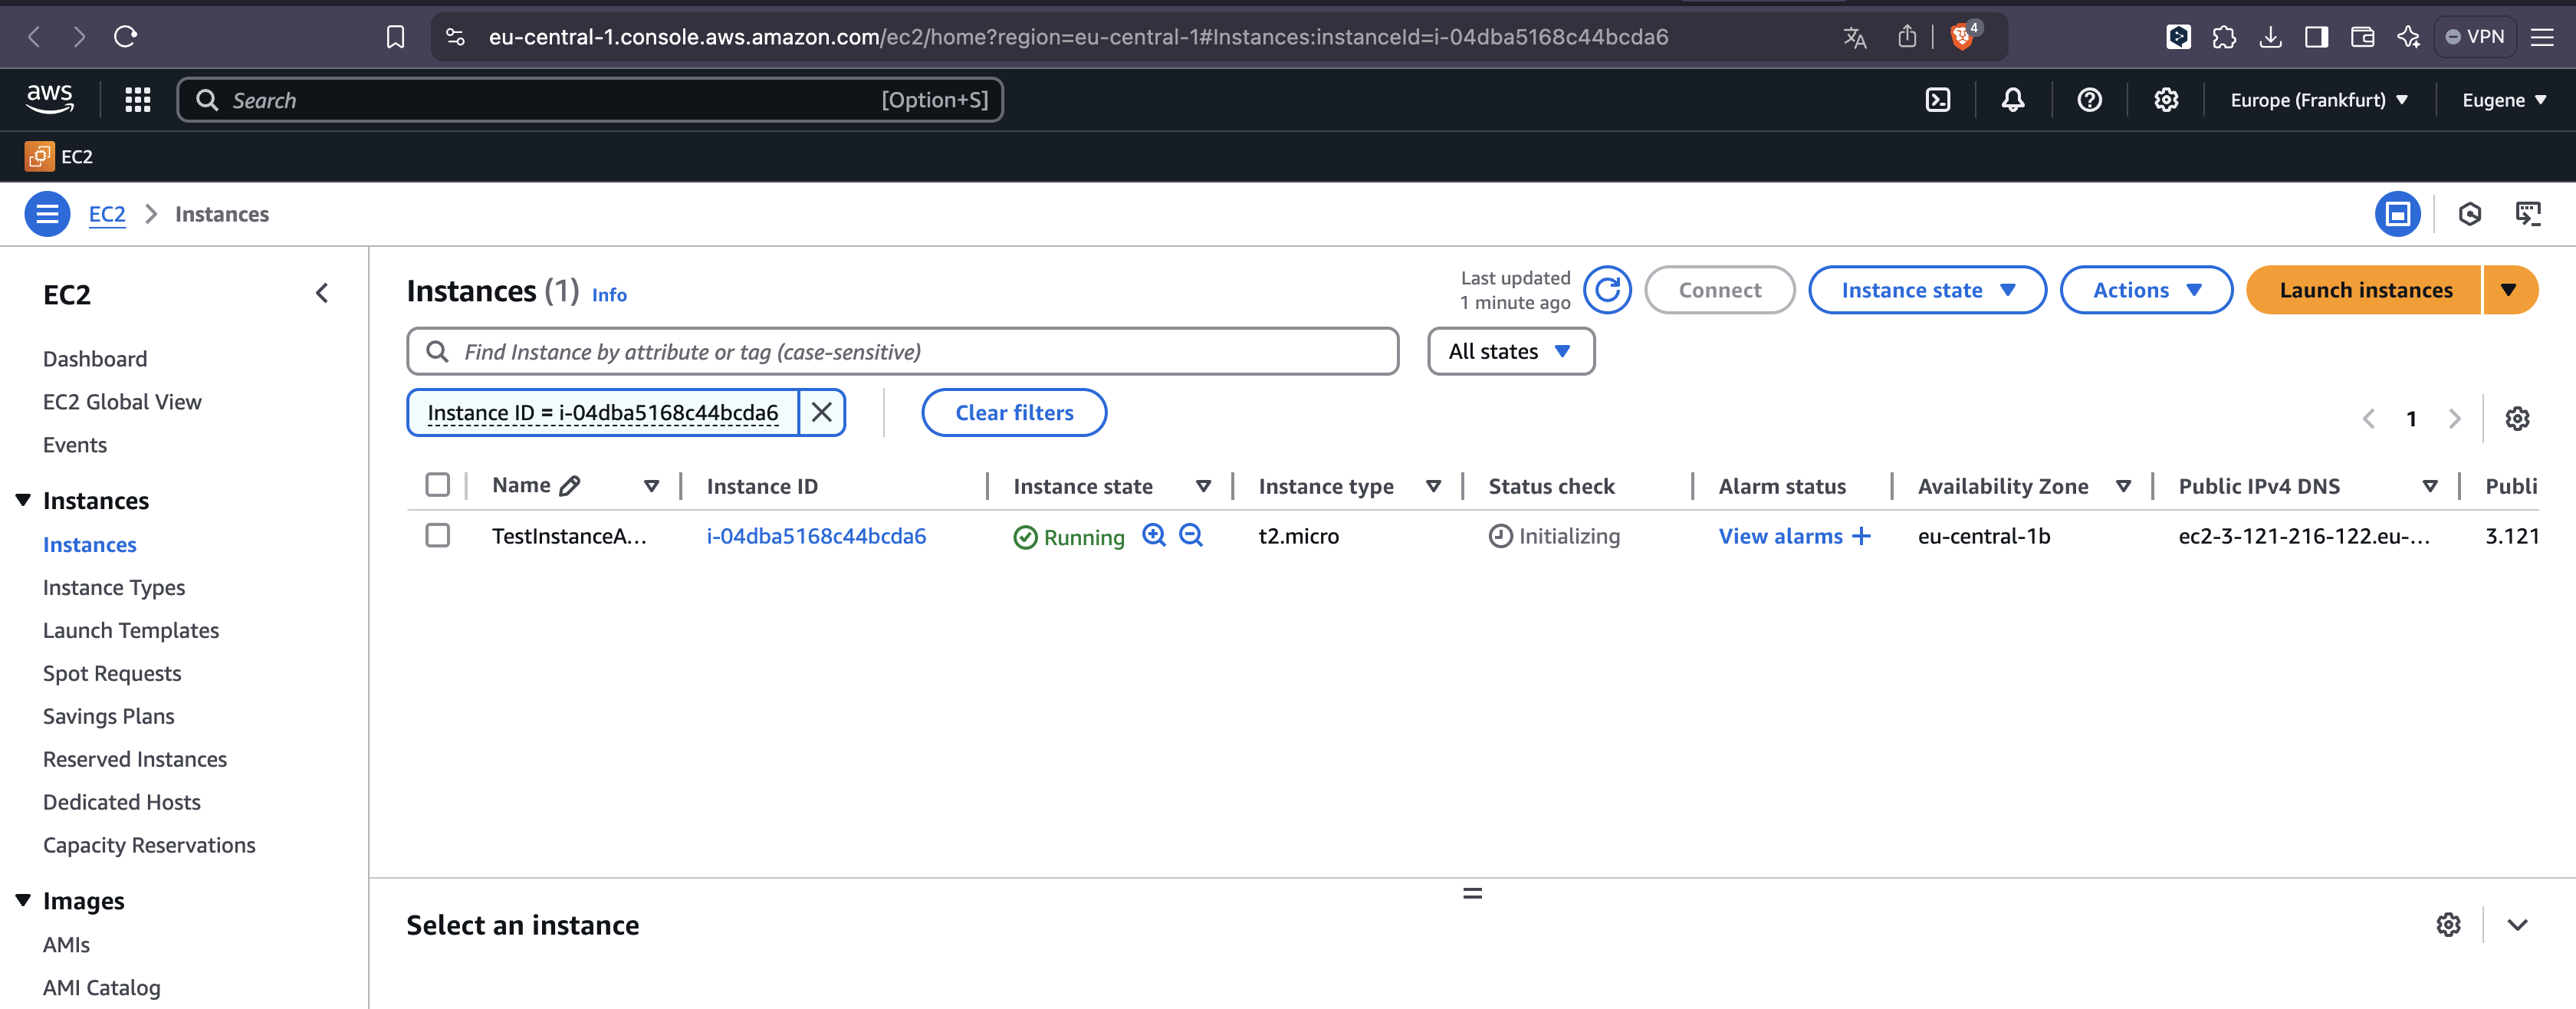 eu-central-1.console.aws.amazon.com/ec2/home?region=eu-central-1#Instances:instanceId=i-04dba5168c44bcda6
4
VPN
aws
Search
[Option+S]
Europe (Frankfurt)
Eugene
EC2
EC2
Instances
EC2
Dashboard
EC2 Global View
Events
Instances
Instances
Instance Types
Launch Templates
Spot Requests
Savings Plans
Reserved Instances
Dedicated Hosts
Capacity Reservations
Images
AMIs
AMI Catalog
Instances (1) Info
Last updated
1 minute ago
Connect
Instance state
Actions
Launch instances
Find Instance by attribute or tag (case-sensitive)
All states
Instance ID = i-04dba5168c44bcda6
Clear filters
1
Name Instance ID Instance state Instance type Status check Alarm status Availability Zone Public IPv4 DNS Publi
TestInstanceA... i-04dba5168c44bcda6 Running t2.micro Initializing View alarms + eu-central-1b ec2-3-121-216-122.eu-... 3.121
Select an instance